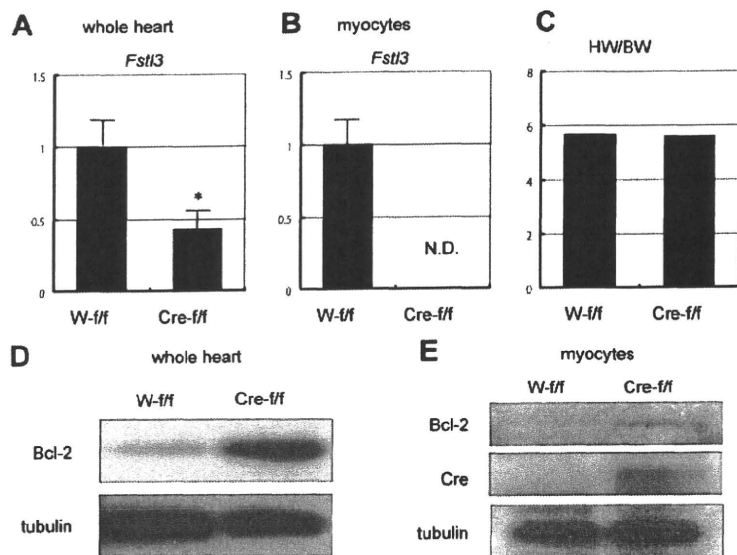 A whole heart
Fstl3
1.5
1
0.5
0
*
W-f/f Cre-f/f
B myocytes
Fstl3
1.5
1
0.5
0
N.D.
W-f/f Cre-f/f
C
HW/BW
8
6
4
2
0
W-f/f Cre-f/f
D whole heart
W-f/f Cre-f/f
Bcl-2
tubulin
E myocytes
W-f/f Cre-f/f
Bcl-2
Cre
tubulin